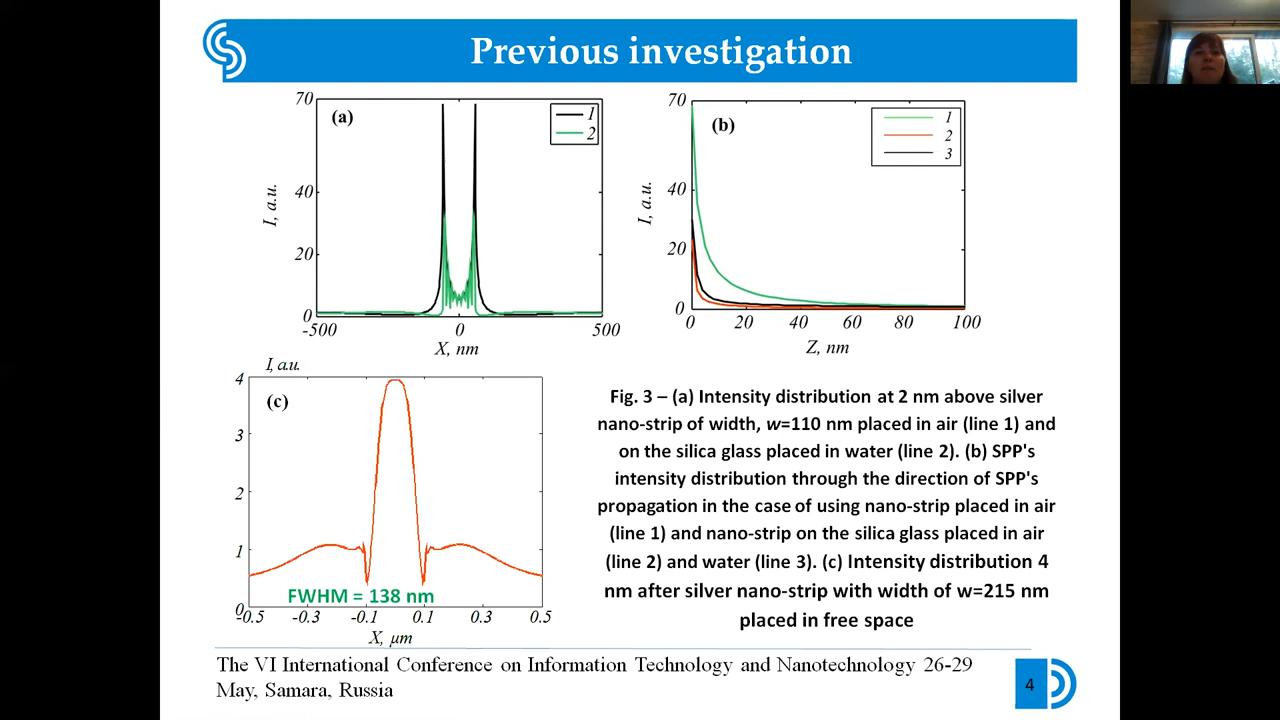 Previous investigation
70
(a)
1
2
40
I, a.u.
20
0
-500
0
500
X, nm
70
(b)
1
2
3
40
I, a.u.
20
0
0
20
40
60
80
100
Z, nm
I, a.u.
4
(c)
3
2
1
FWHM = 138 nm
0
-0.5
-0.3
-0.1
0.1
0.3
0.5
X, μm
Fig. 3 – (a) Intensity distribution at 2 nm above silver
nano-strip of width, w=110 nm placed in air (line 1) and
on the silica glass placed in water (line 2). (b) SPP's
intensity distribution through the direction of SPP's
propagation in the case of using nano-strip placed in air
(line 1) and nano-strip on the silica glass placed in air
(line 2) and water (line 3). (c) Intensity distribution 4
nm after silver nano-strip with width of w=215 nm
placed in free space
The VI International Conference on Information Technology and Nanotechnology 26-29
May, Samara, Russia
4